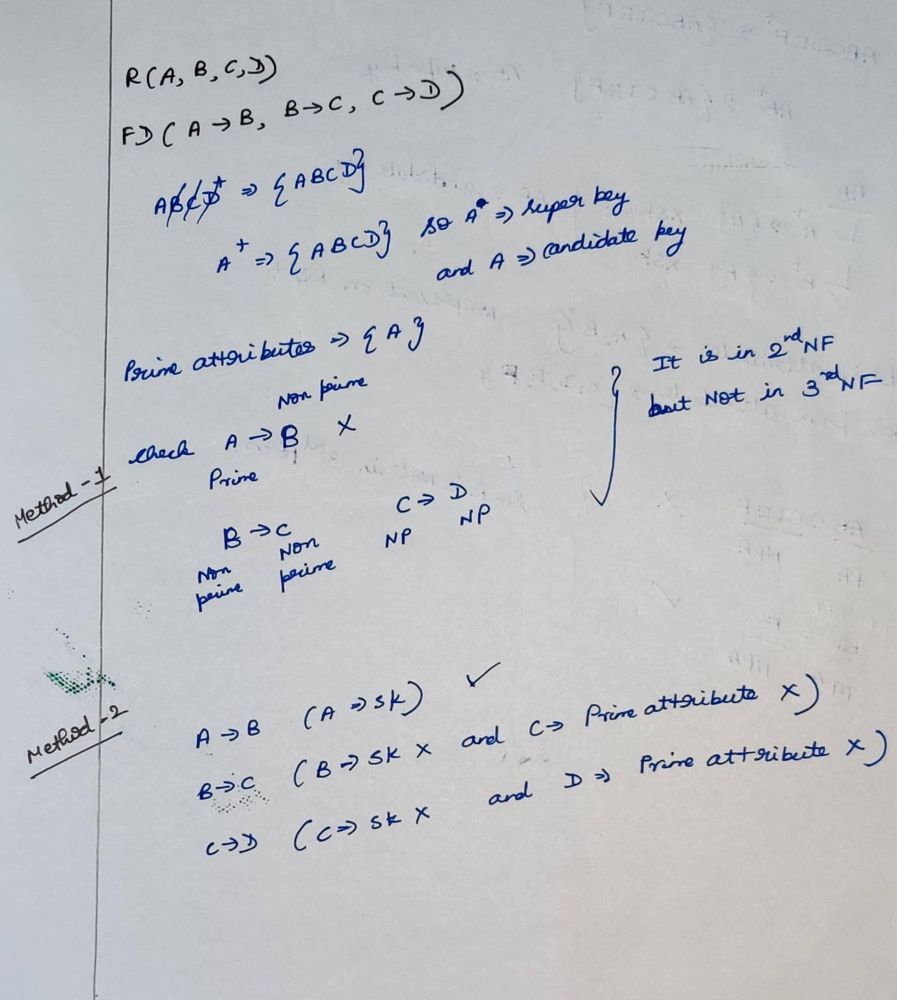 R(A, B, C, D)
FD ( A → B, B → C, C → D )
ABCD⁺ ⇒ {ABCD}
A⁺ ⇒ {ABCD} so A ⇒ super key
and A ⇒ candidate key
Prime attributes ⇒ {A}
It is in 2nd NF
but Not in 3rd NF
Non prime
check A → B X
Prime
Method - 1
B → C C → D
Non prime Non prime NP NP
Method - 2
A → B (A ⇒ SK) ✓
B → C (B ⇒ SK X and C → Prime attribute X)
C → D (C ⇒ SK X and D ⇒ Prime attribute X)